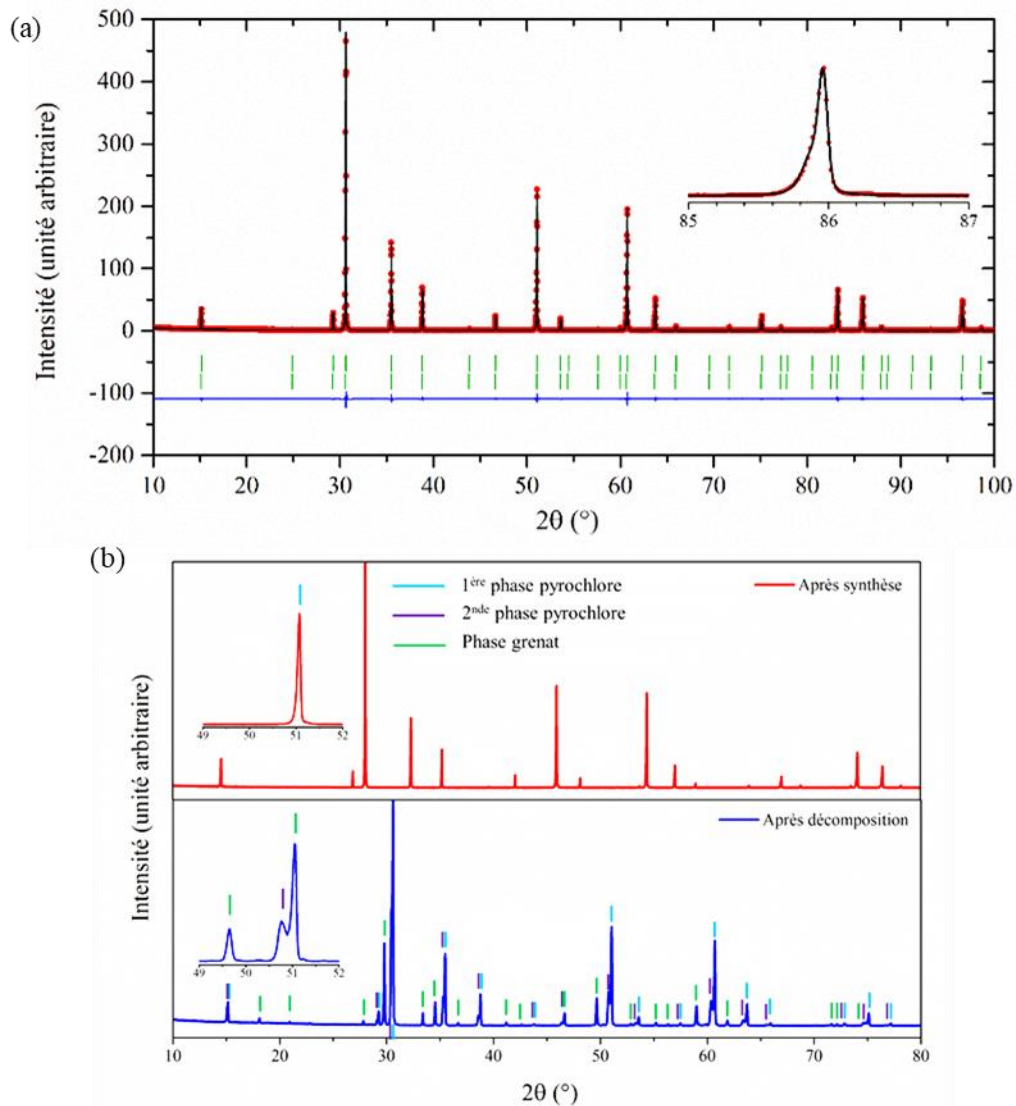 (a)
500
400
300
200
100
0
-100
-200
Intensité (unité arbitraire)
85 86 87
10 20 30 40 50 60 70 80 90 100
2θ (°)
(b)
1ère phase pyrochlore
2nde phase pyrochlore
Phase grenat
Après synthèse
49 50 51 52
Intensité (unité arbitraire)
Après décomposition
49 50 51 52
10 20 30 40 50 60 70 80
2θ (°)